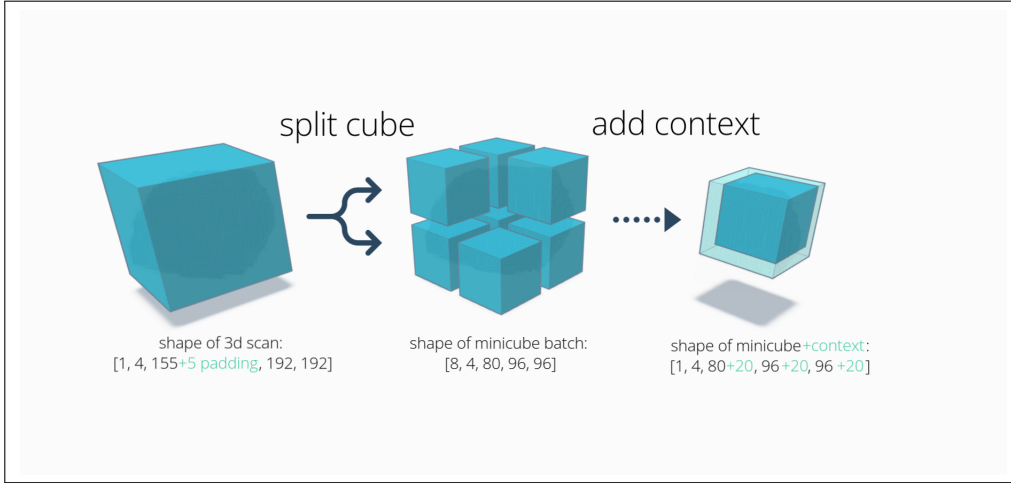 split cube
add context
shape of 3d scan:
[1, 4, 155+5 padding, 192, 192]
shape of minicube batch:
[8, 4, 80, 96, 96]
shape of minicube+context:
[1, 4, 80+20, 96+20, 96 +20]